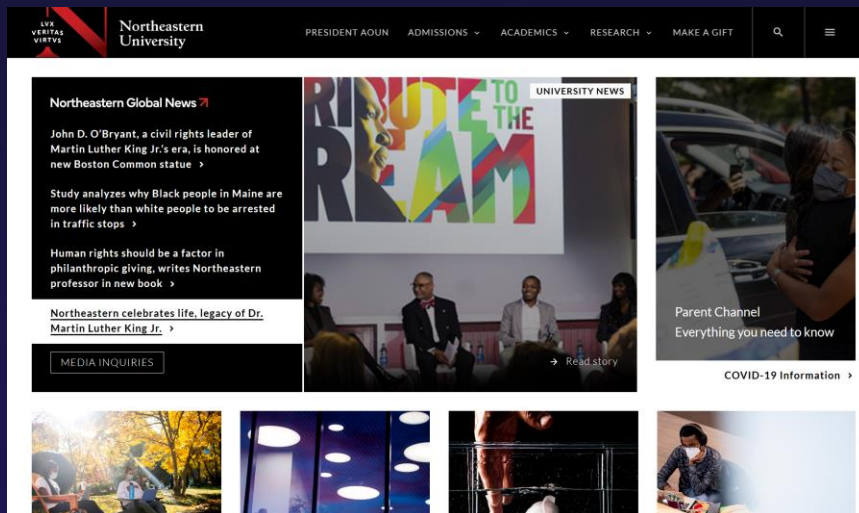 LVX
VERITAS
VIRTVS
Northeastern
University
PRESIDENT AOUN
ADMISSIONS
ACADEMICS
RESEARCH
MAKE A GIFT
Northeastern Global News
John D. O'Bryant, a civil rights leader of
Martin Luther King Jr.'s era, is honored at
new Boston Common statue
Study analyzes why Black people in Maine are
more likely than white people to be arrested
in traffic stops
Human rights should be a factor in
philanthropic giving, writes Northeastern
professor in new book
Northeastern celebrates life, legacy of Dr.
Martin Luther King Jr.
MEDIA INQUIRIES
UNIVERSITY NEWS
TRIBUTE TO
THE
DREAM
Read story
Parent Channel
Everything you need to know
COVID-19 Information